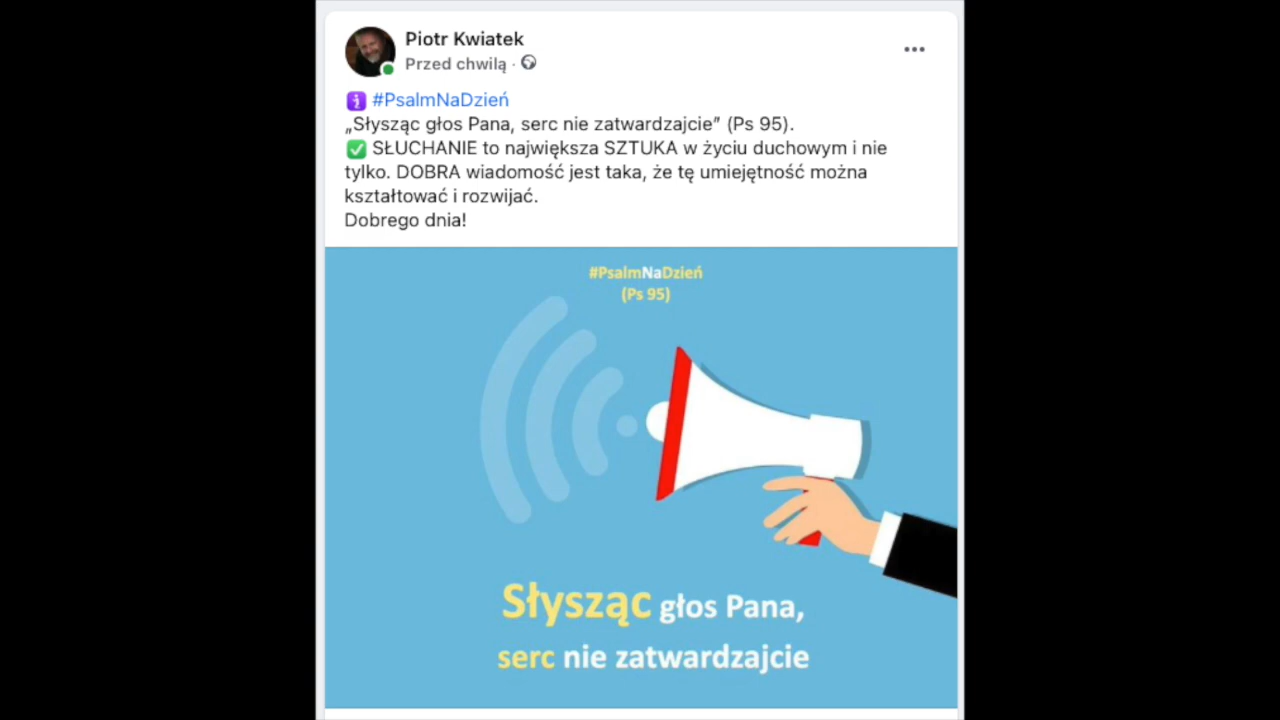 Piotr Kwiatek
Przed chwilą ·
#PsalmNaDzień
„Słysząc głos Pana, serc nie zatwardzajcie” (Ps 95).
✅ SŁUCHANIE to największa SZTUKA w życiu duchowym i nie
tylko. DOBRA wiadomość jest taka, że tę umiejętność można
kształtować i rozwijać.
Dobrego dnia!
#PsalmNaDzień
(Ps 95)
Słysząc głos Pana,
serc nie zatwardzajcie